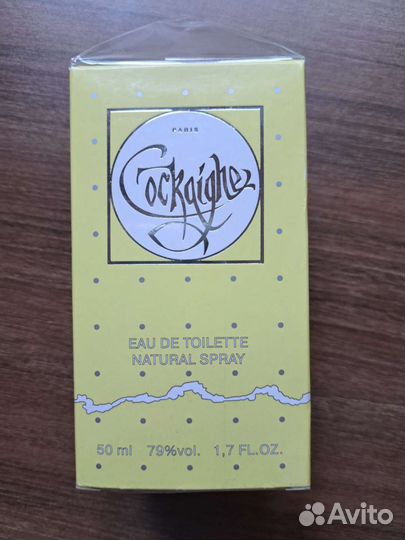 PARIS
Cockaigne
EAU DE TOILETTE
NATURAL SPRAY
50 ml 79%vol. 1,7 FL.OZ.
Avito